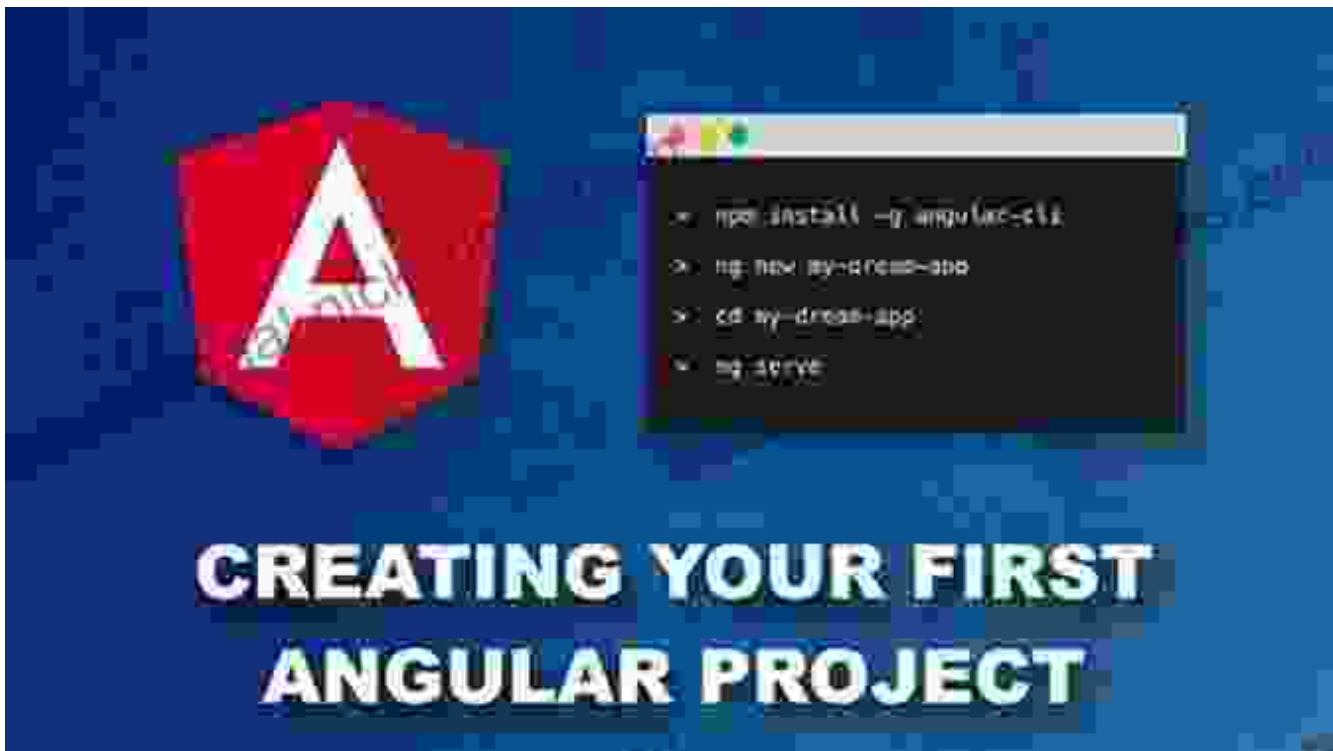 > npm install -g angular-cli
> ng new my-dream-app
> cd my-dream-app
> ng serve
CREATING YOUR FIRST
ANGULAR PROJECT